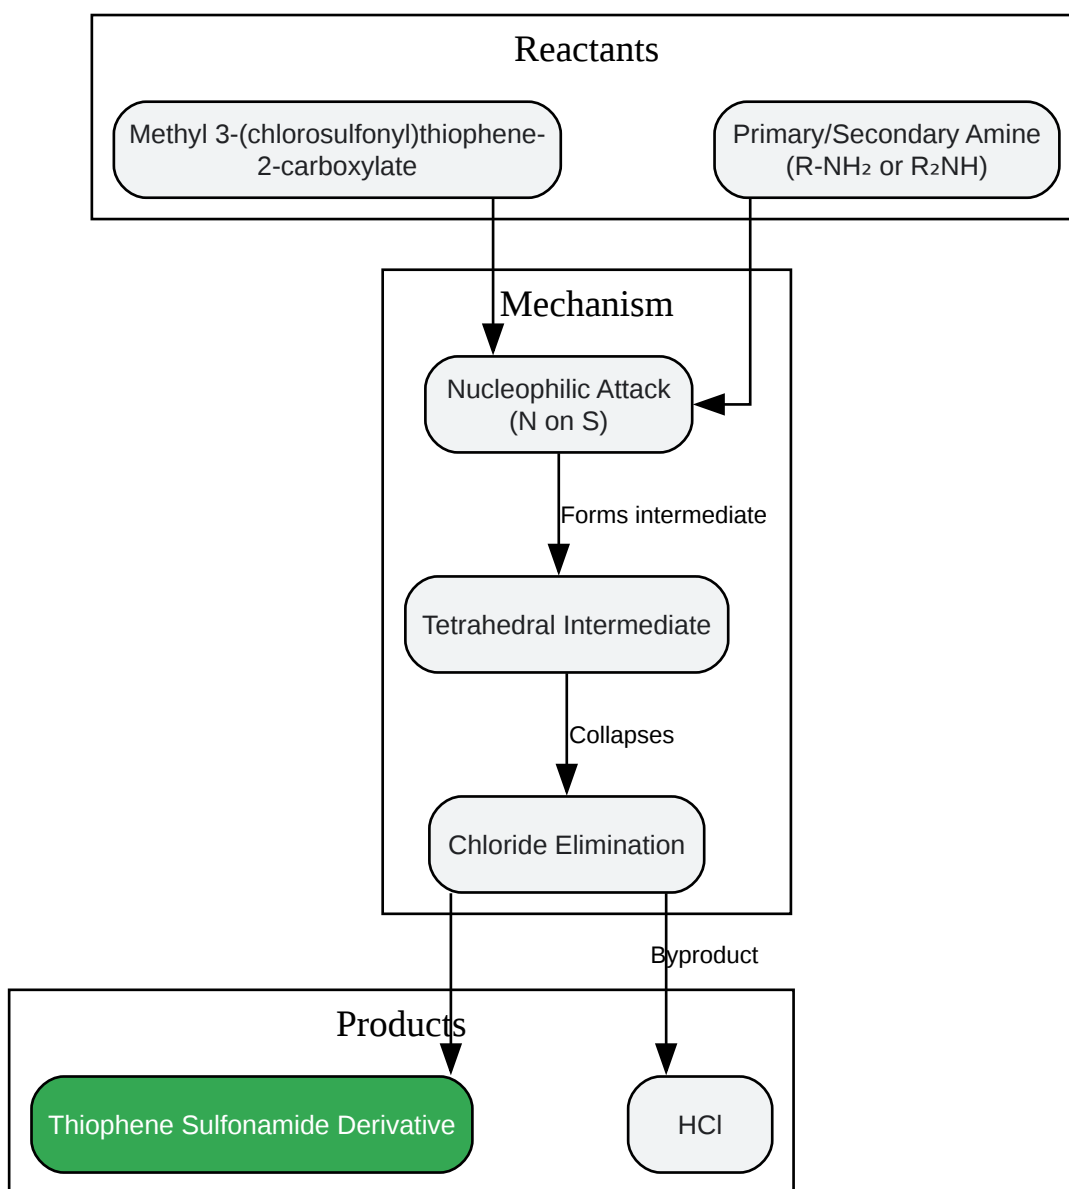 Reactants
Methyl 3-(chlorosulfonyl)thiophene-
2-carboxylate
Primary/Secondary Amine
(R-NH₂ or R₂NH)
Mechanism
Nucleophilic Attack
(N on S)
Forms intermediate
Tetrahedral Intermediate
Collapses
Chloride Elimination
Byproduct
Products
Thiophene Sulfonamide Derivative
HCl